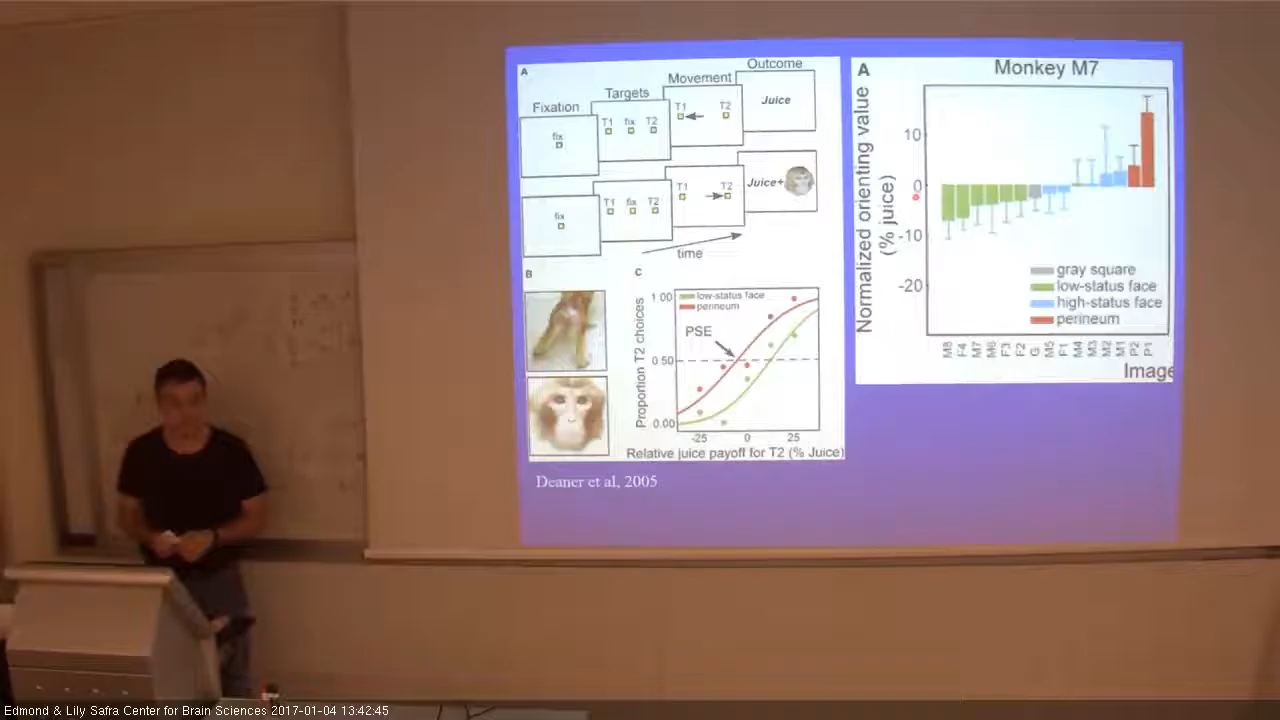 A
Fixation
Targets
Movement
Outcome
fix
T1 fix T2
T1 T2
Juice
fix
T1 fix T2
T1 T2
Juice+
time
B
C
low-status face
perineum
PSE
Proportion T2 choices
1.00
0.50
0.00
-25 0 25
Relative juice payoff for T2 (% Juice)
Deaner et al, 2005
A
Monkey M7
Normalized orienting value
(% juice)
10
0
-10
-20
gray square
low-status face
high-status face
perineum
M8 F4 M7 M6 F3 F2 G M5 F1 M4 M3 M2 M1 P2 P1
Image
Edmond & Lily Safra Center for Brain Sciences 2017-01-04 13:42:45